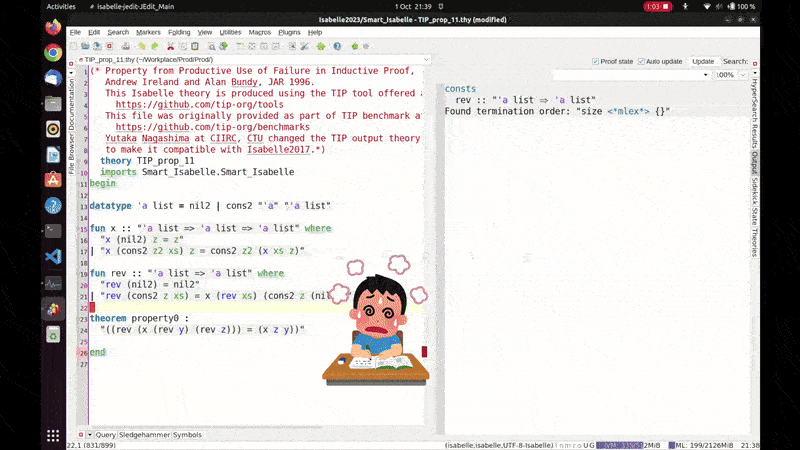 Activities
isabelle-jedit-JEdit_Main
1 Oct 21:39
1:03
100 %
Isabelle2023/Smart_Isabelle - TIP_prop_11.thy (modified)
File Edit Search Markers Folding View Utilities Macros Plugins Help
TIP_prop_11.thy (~/Workplace/Prod/Prod/)
Proof state
Auto update
Update
Search:
100%
File Browser Documentation
(* Property from Productive Use of Failure in Inductive Proof,
Andrew Ireland and Alan Bundy, JAR 1996.
This Isabelle theory is produced using the TIP tool offered a
https://github.com/tip-org/tools
This file was originally provided as part of TIP benchmark at
https://github.com/tip-org/benchmarks
Yutaka Nagashima at CIIRC, CTU changed the TIP output theory
to make it compatible with Isabelle2017.*)
theory TIP_prop_11
imports Smart_Isabelle.Smart_Isabelle
begin
datatype 'a list = nil2 | cons2 "'a" "'a list"
fun x :: "'a list => 'a list => 'a list" where
"x (nil2) z = z"
| "x (cons2 z2 xs) z = cons2 z2 (x xs z)"
fun rev :: "'a list => 'a list" where
"rev (nil2) = nil2"
| "rev (cons2 z xs) = x (rev xs) (cons2 z (nil
theorem property0 :
"((rev (x (rev y) (rev z))) = (x z y))"
end
consts
rev :: "'a list ⇒ 'a list"
Found termination order: "size <*mlex*> {}"
HyperSearch Results Output Sidekick State Theories
Query Sledgehammer Symbols
22,1 (831/899)
(isabelle,isabelle,UTF-8-Isabelle)
ML: 199/2126MiB
21:38